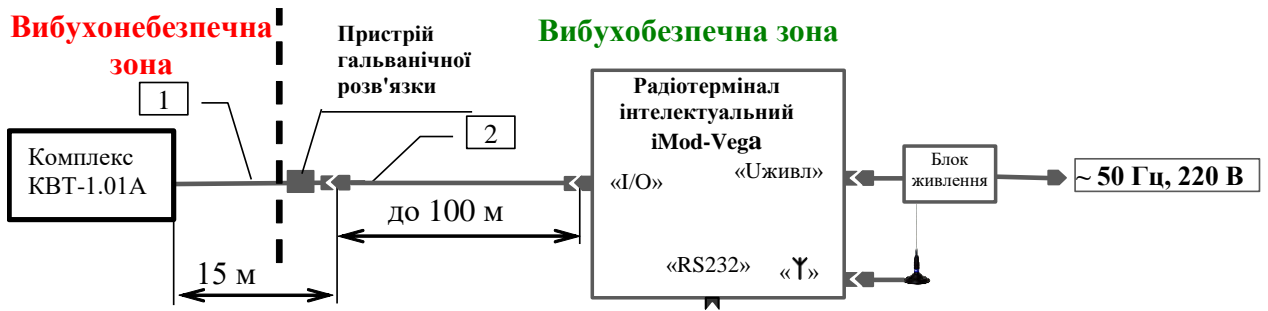 Вибухонебезпечна
зона
Пристрій
гальванічної
розв'язки
Вибухобезпечна зона
1
2
Комплекс
КВТ-1.01А
Радіотермінал
інтелектуальний
iMod-Vega
«I/O»
«Uживл»
«RS232»
«»
Блок
живлення
~ 50 Гц, 220 В
до 100 м
15 м